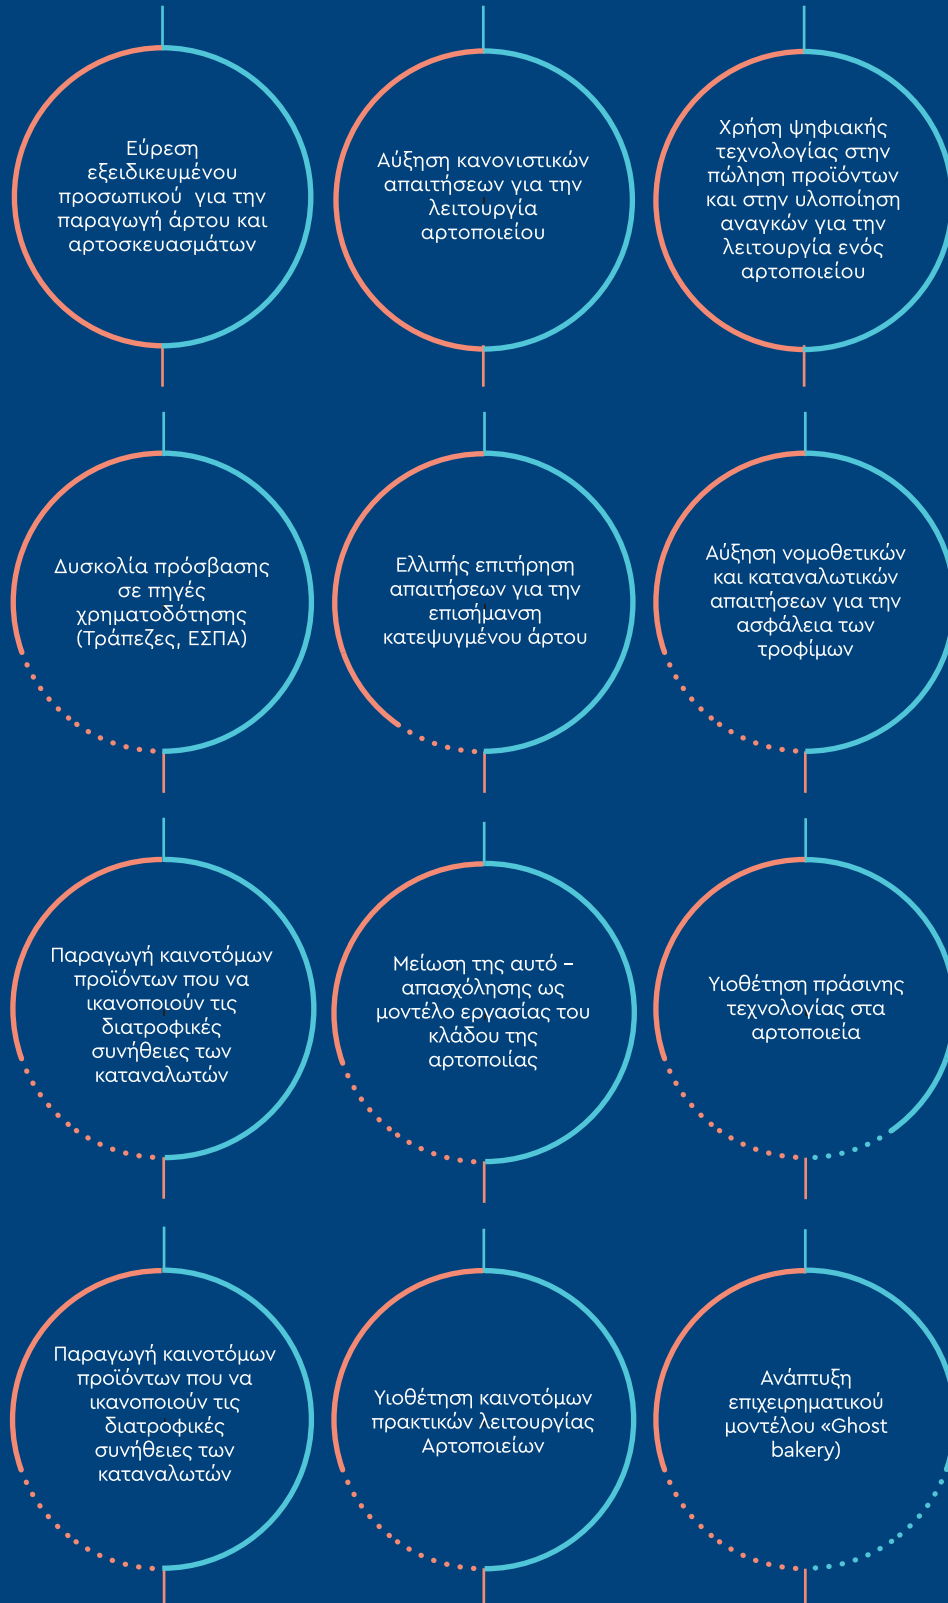 Εύρεση
εξειδικευμένου
προσωπικού για την
παραγωγή άρτου και
αρτοσκευασμάτων
Αύξηση κανονιστικών
απαιτήσεων για την
λειτουργία
αρτοποιείου
Χρήση ψηφιακής
τεχνολογίας στην
πώληση προϊόντων
και στην υλοποίηση
αναγκών για την
λειτουργία ενός
αρτοποιείου
Δυσκολία πρόσβασης
σε πηγές
χρηματοδότησης
(Τράπεζες, ΕΣΠΑ)
Ελλιπής επιτήρηση
απαιτήσεων για την
επισήμανση
κατεψυγμένου άρτου
Αύξηση νομοθετικών
και καταναλωτικών
απαιτήσεων για την
ασφάλεια των
τροφίμων
Παραγωγή καινοτόμων
προϊόντων που να
ικανοποιούν τις
διατροφικές
συνήθειες των
καταναλωτών
Μείωση της αυτό –
απασχόλησης ως
μοντέλο εργασίας του
κλάδου της
αρτοποιίας
Υιοθέτηση πράσινης
τεχνολογίας στα
αρτοποιεία
Παραγωγή καινοτόμων
προϊόντων που να
ικανοποιούν τις
διατροφικές
συνήθειες των
καταναλωτών
Υιοθέτηση καινοτόμων
πρακτικών λειτουργίας
Αρτοποιείων
Ανάπτυξη
επιχειρηματικού
μοντέλου «Ghost
bakery)